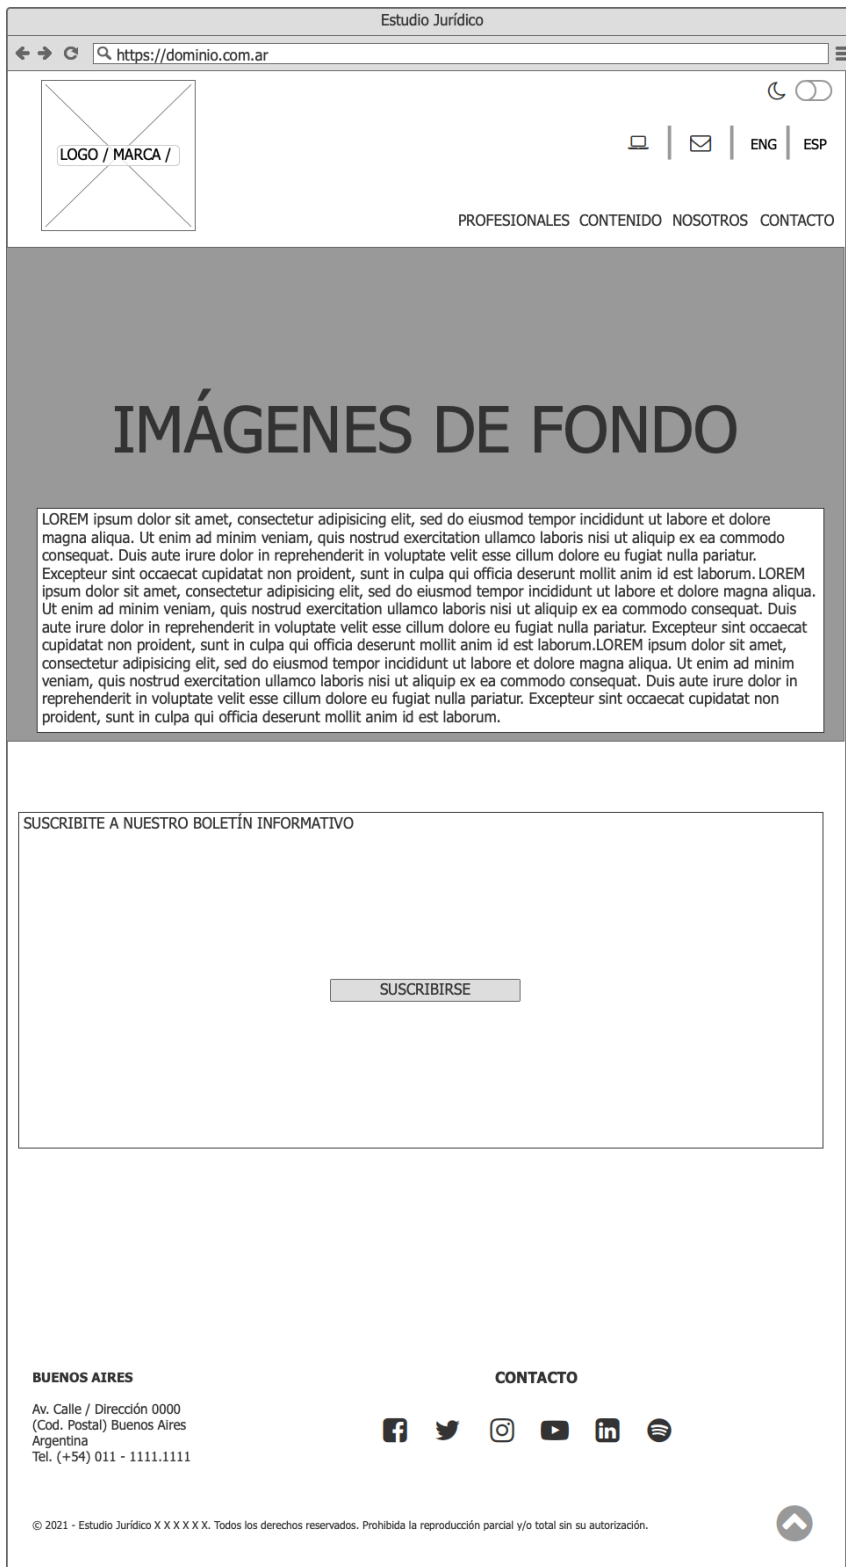 Estudio Jurídico
https://dominio.com.ar
LOGO / MARCA /
ENG
ESP
PROFESIONALES CONTENIDO NOSOTROS CONTACTO
IMÁGENES DE FONDO
LOREM ipsum dolor sit amet, consectetur adipisicing elit, sed do eiusmod tempor incididunt ut labore et dolore
magna aliqua. Ut enim ad minim veniam, quis nostrud exercitation ullamco laboris nisi ut aliquip ex ea commodo
consequat. Duis aute irure dolor in reprehenderit in voluptate velit esse cillum dolore eu fugiat nulla pariatur.
Excepteur sint occaecat cupidatat non proident, sunt in culpa qui officia deserunt mollit anim id est laborum. LOREM
ipsum dolor sit amet, consectetur adipisicing elit, sed do eiusmod tempor incididunt ut labore et dolore magna aliqua.
Ut enim ad minim veniam, quis nostrud exercitation ullamco laboris nisi ut aliquip ex ea commodo consequat. Duis
aute irure dolor in reprehenderit in voluptate velit esse cillum dolore eu fugiat nulla pariatur. Excepteur sint occaecat
cupidatat non proident, sunt in culpa qui officia deserunt mollit anim id est laborum.LOREM ipsum dolor sit amet,
consectetur adipisicing elit, sed do eiusmod tempor incididunt ut labore et dolore magna aliqua. Ut enim ad minim
veniam, quis nostrud exercitation ullamco laboris nisi ut aliquip ex ea commodo consequat. Duis aute irure dolor in
reprehenderit in voluptate velit esse cillum dolore eu fugiat nulla pariatur. Excepteur sint occaecat cupidatat non
proident, sunt in culpa qui officia deserunt mollit anim id est laborum.
SUSCRIBITE A NUESTRO BOLETÍN INFORMATIVO
SUSCRIBIRSE
BUENOS AIRES
Av. Calle / Dirección 0000
(Cod. Postal) Buenos Aires
Argentina
Tel. (+54) 011 - 1111.1111
CONTACTO
© 2021 - Estudio Jurídico X X X X X X. Todos los derechos reservados. Prohibida la reproducción parcial y/o total sin su autorización.